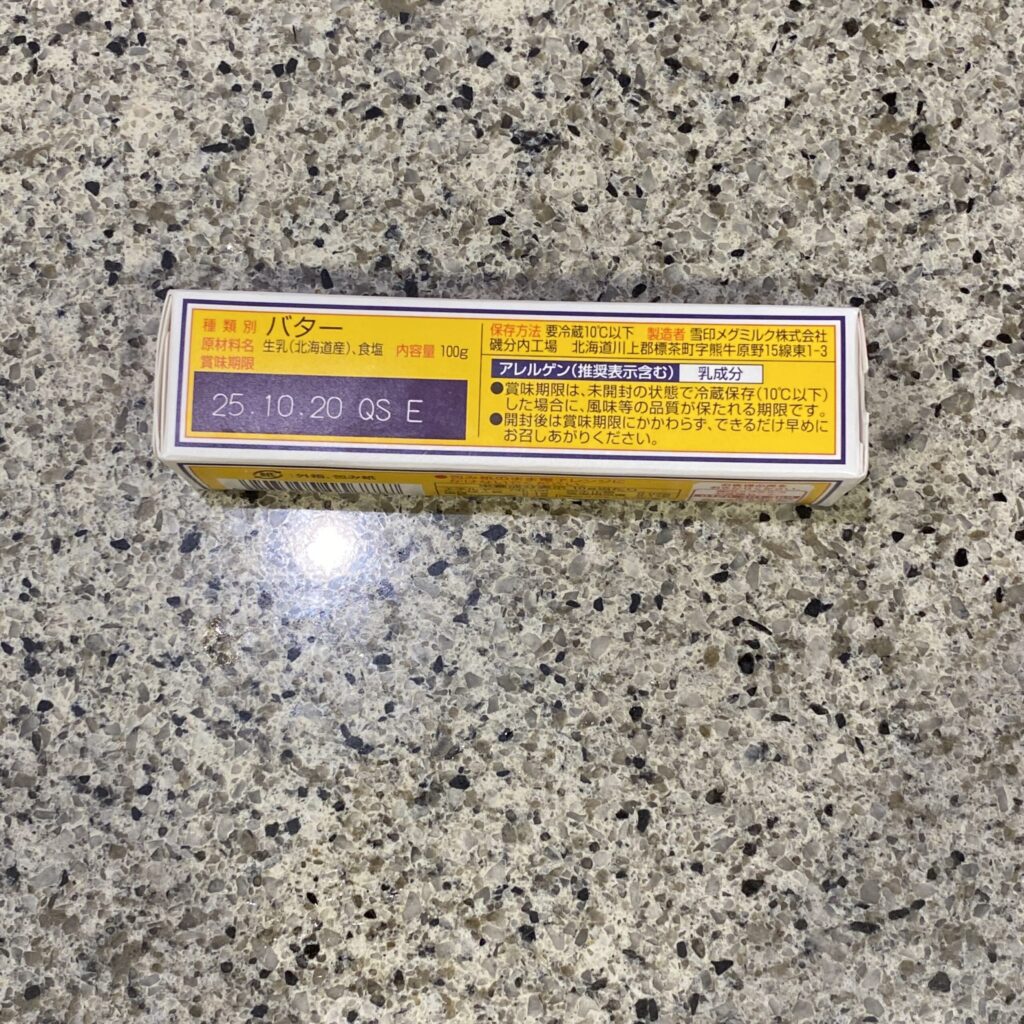 種類別 バター
原材料名 生乳(北海道産)、食塩 内容量 100g
賞味期限
25.10.20 QS E
保存方法 要冷蔵10℃以下 製造者 雪印メグミルク株式会社
磯分内工場 北海道川上郡標茶町字熊牛原野15線東1-3
アレルゲン(推奨表示含む) 乳成分
●賞味期限は、未開封の状態で冷蔵保存(10℃以下)
した場合に、風味等の品質が保たれる期限です。
●開封後は賞味期限にかかわらず、できるだけ早めに
お召しあがりください。
紙 外箱、包み紙